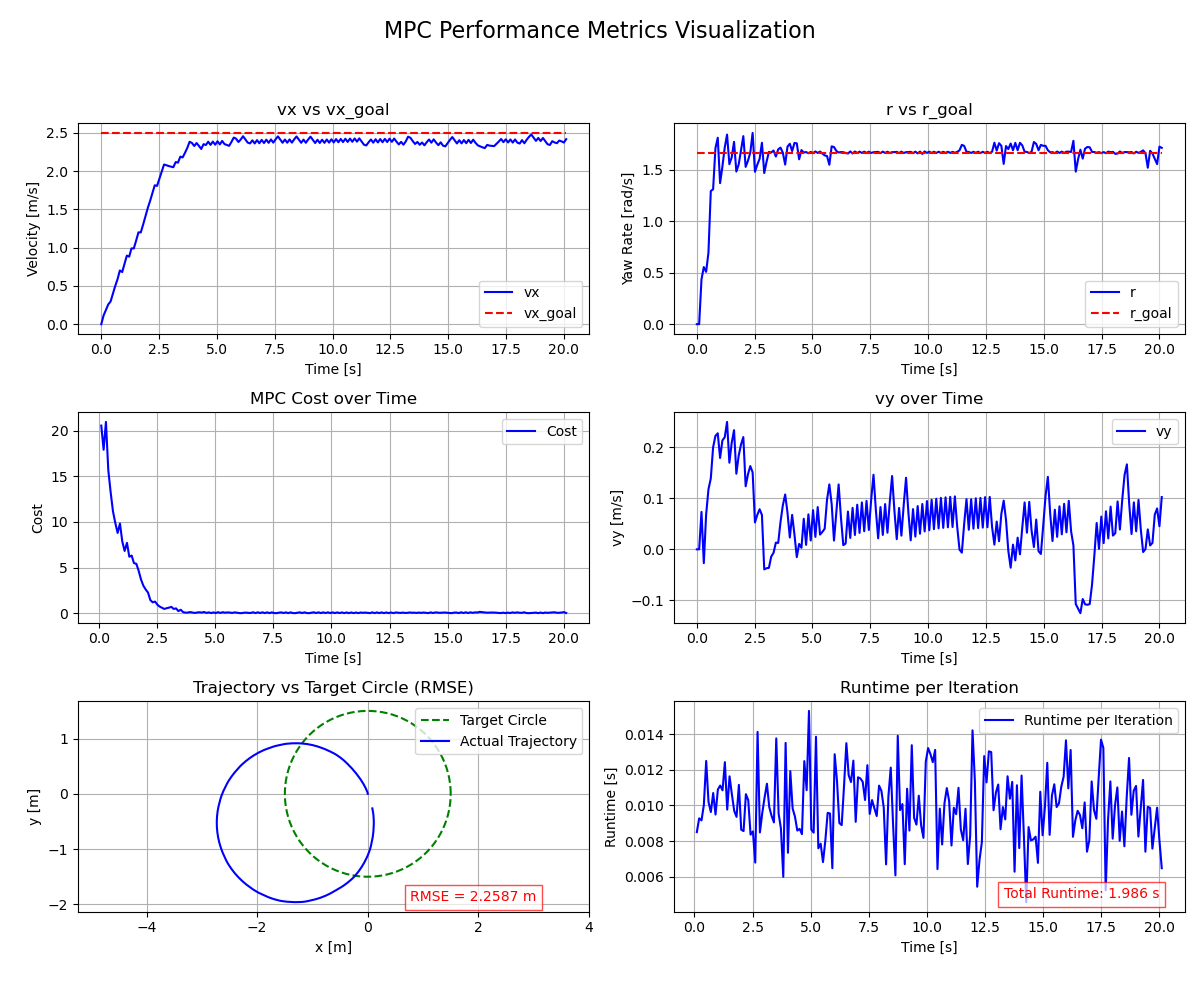 MPC Performance Metrics Visualization
vx vs vx_goal
Velocity [m/s]
2.5
2.0
1.5
1.0
0.5
0.0
vx
vx_goal
0.0 2.5 5.0 7.5 10.0 12.5 15.0 17.5 20.0
Time [s]
r vs r_goal
Yaw Rate [rad/s]
1.5
1.0
0.5
0.0
r
r_goal
0.0 2.5 5.0 7.5 10.0 12.5 15.0 17.5 20.0
Time [s]
MPC Cost over Time
Cost
20
15
10
5
0
Cost
0.0 2.5 5.0 7.5 10.0 12.5 15.0 17.5 20.0
Time [s]
vy over Time
vy [m/s]
0.2
0.1
0.0
−0.1
vy
0.0 2.5 5.0 7.5 10.0 12.5 15.0 17.5 20.0
Time [s]
Trajectory vs Target Circle (RMSE)
y [m]
1
0
−1
−2
Target Circle
Actual Trajectory
RMSE = 2.2587 m
−4 −2 0 2 4
x [m]
Runtime per Iteration
Runtime [s]
0.014
0.012
0.010
0.008
0.006
Runtime per Iteration
Total Runtime: 1.986 s
0.0 2.5 5.0 7.5 10.0 12.5 15.0 17.5 20.0
Time [s]